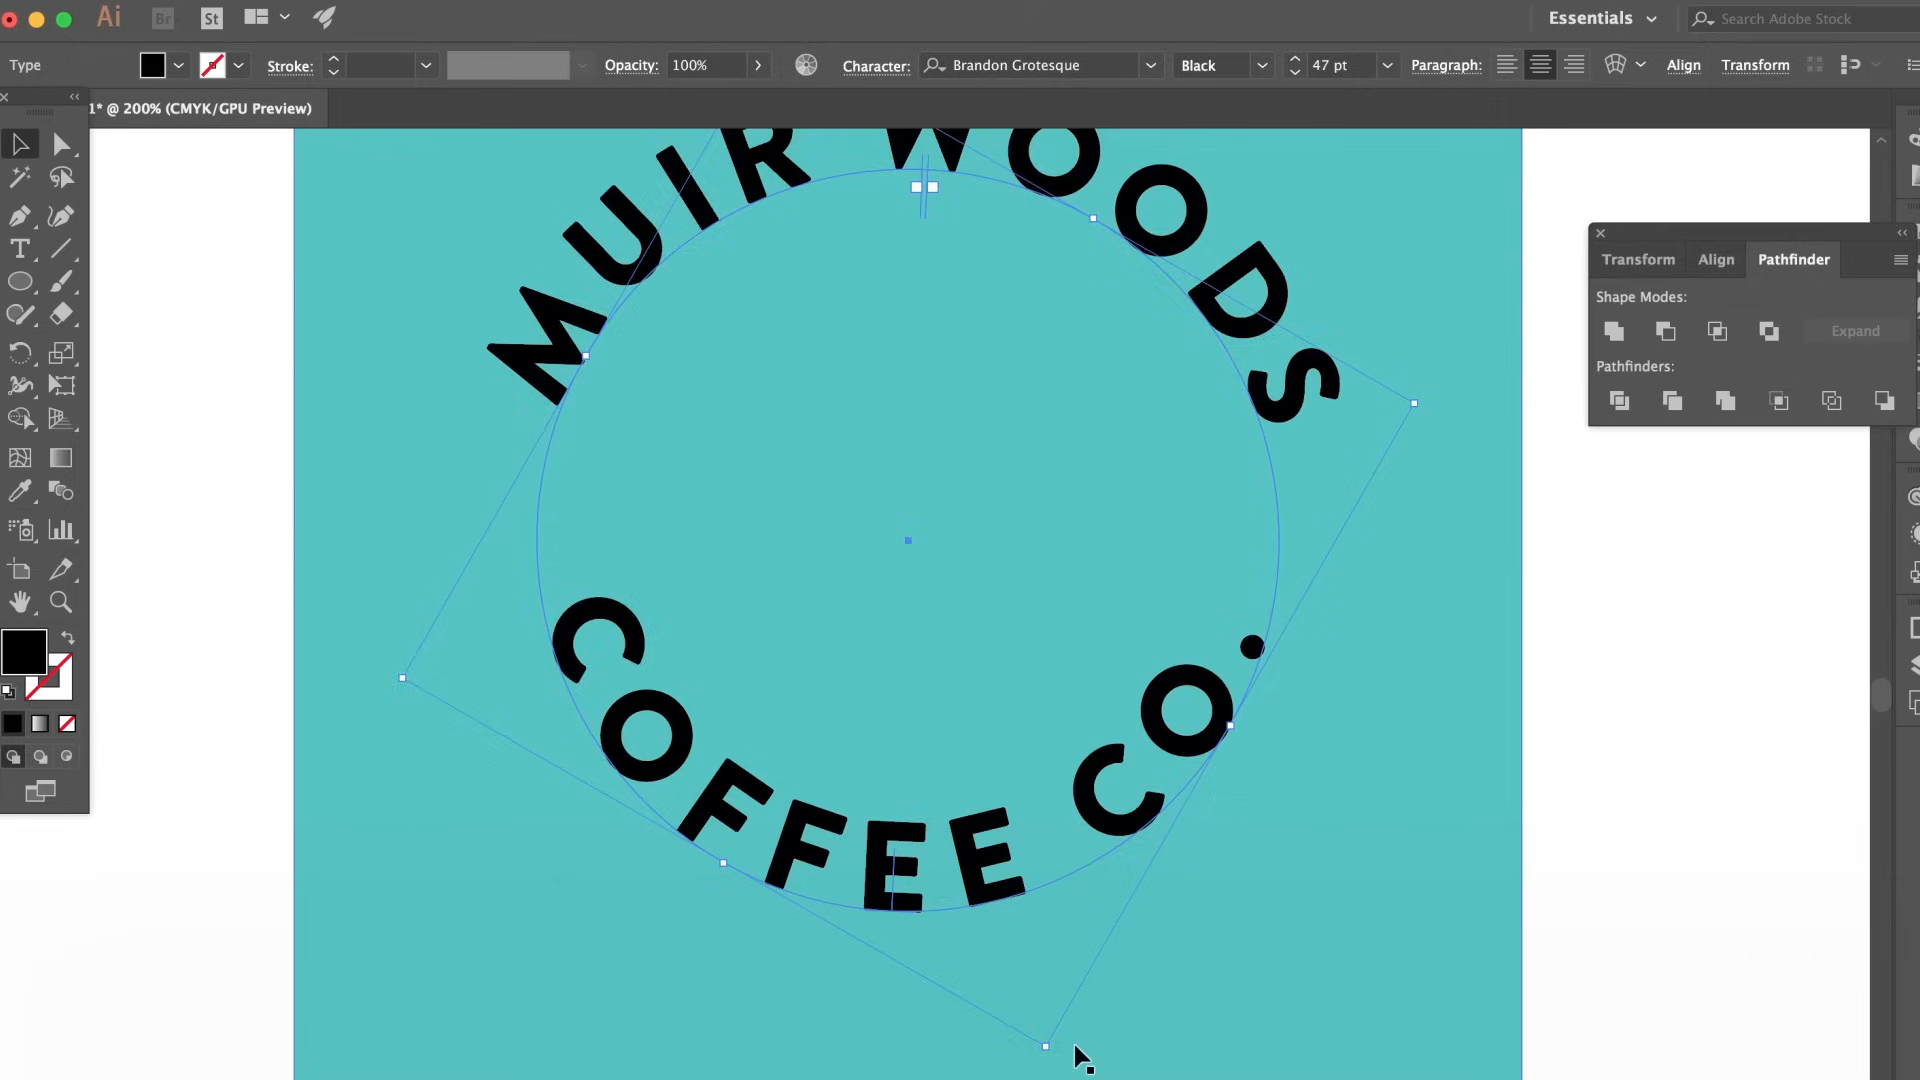 Ai Br St Essentials Search Adobe Stock
Type Stroke: Opacity: 100% Character: Brandon Grotesque Black 47 pt Paragraph: Align Transform
1* @ 200% (CMYK/GPU Preview)
MUIR WOODS
COFFEE CO.
Transform Align Pathfinder
Shape Modes:
Expand
Pathfinders: